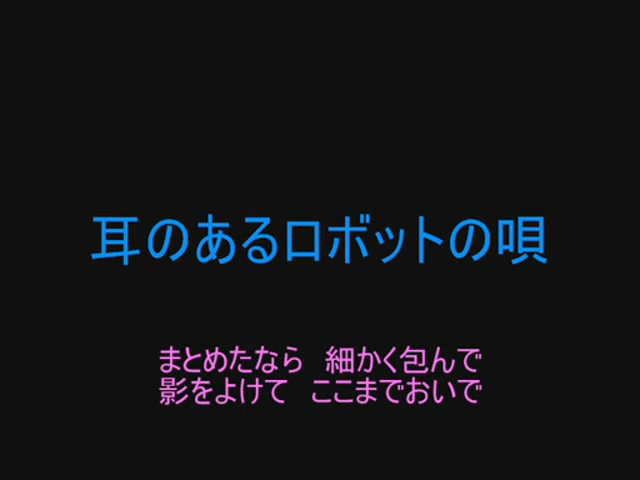 耳のあるロボットの唄
まとめたなら　細かく包んで
影をよけて　ここまでおいで